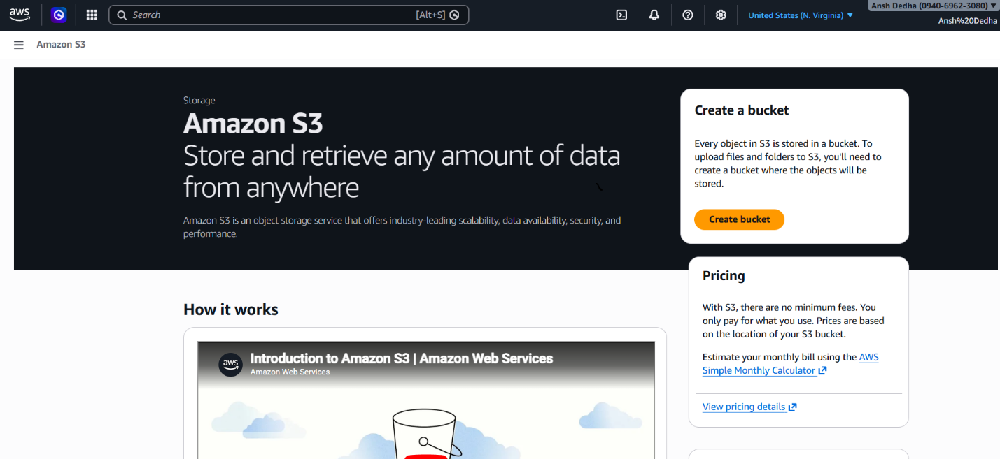 aws
Search
[Alt+S]
United States (N. Virginia)
Ansh Dedha (0940-6962-3080)
Ansh%20Dedha
Amazon S3
Storage
Amazon S3
Store and retrieve any amount of data
from anywhere
Amazon S3 is an object storage service that offers industry-leading scalability, data availability, security, and
performance.
Create a bucket
Every object in S3 is stored in a bucket. To
upload files and folders to S3, you'll need to
create a bucket where the objects will be
stored.
Create bucket
Pricing
With S3, there are no minimum fees. You
only pay for what you use. Prices are based
on the location of your S3 bucket.
Estimate your monthly bill using the AWS
Simple Monthly Calculator
View pricing details
How it works
aws
Introduction to Amazon S3 | Amazon Web Services
Amazon Web Services